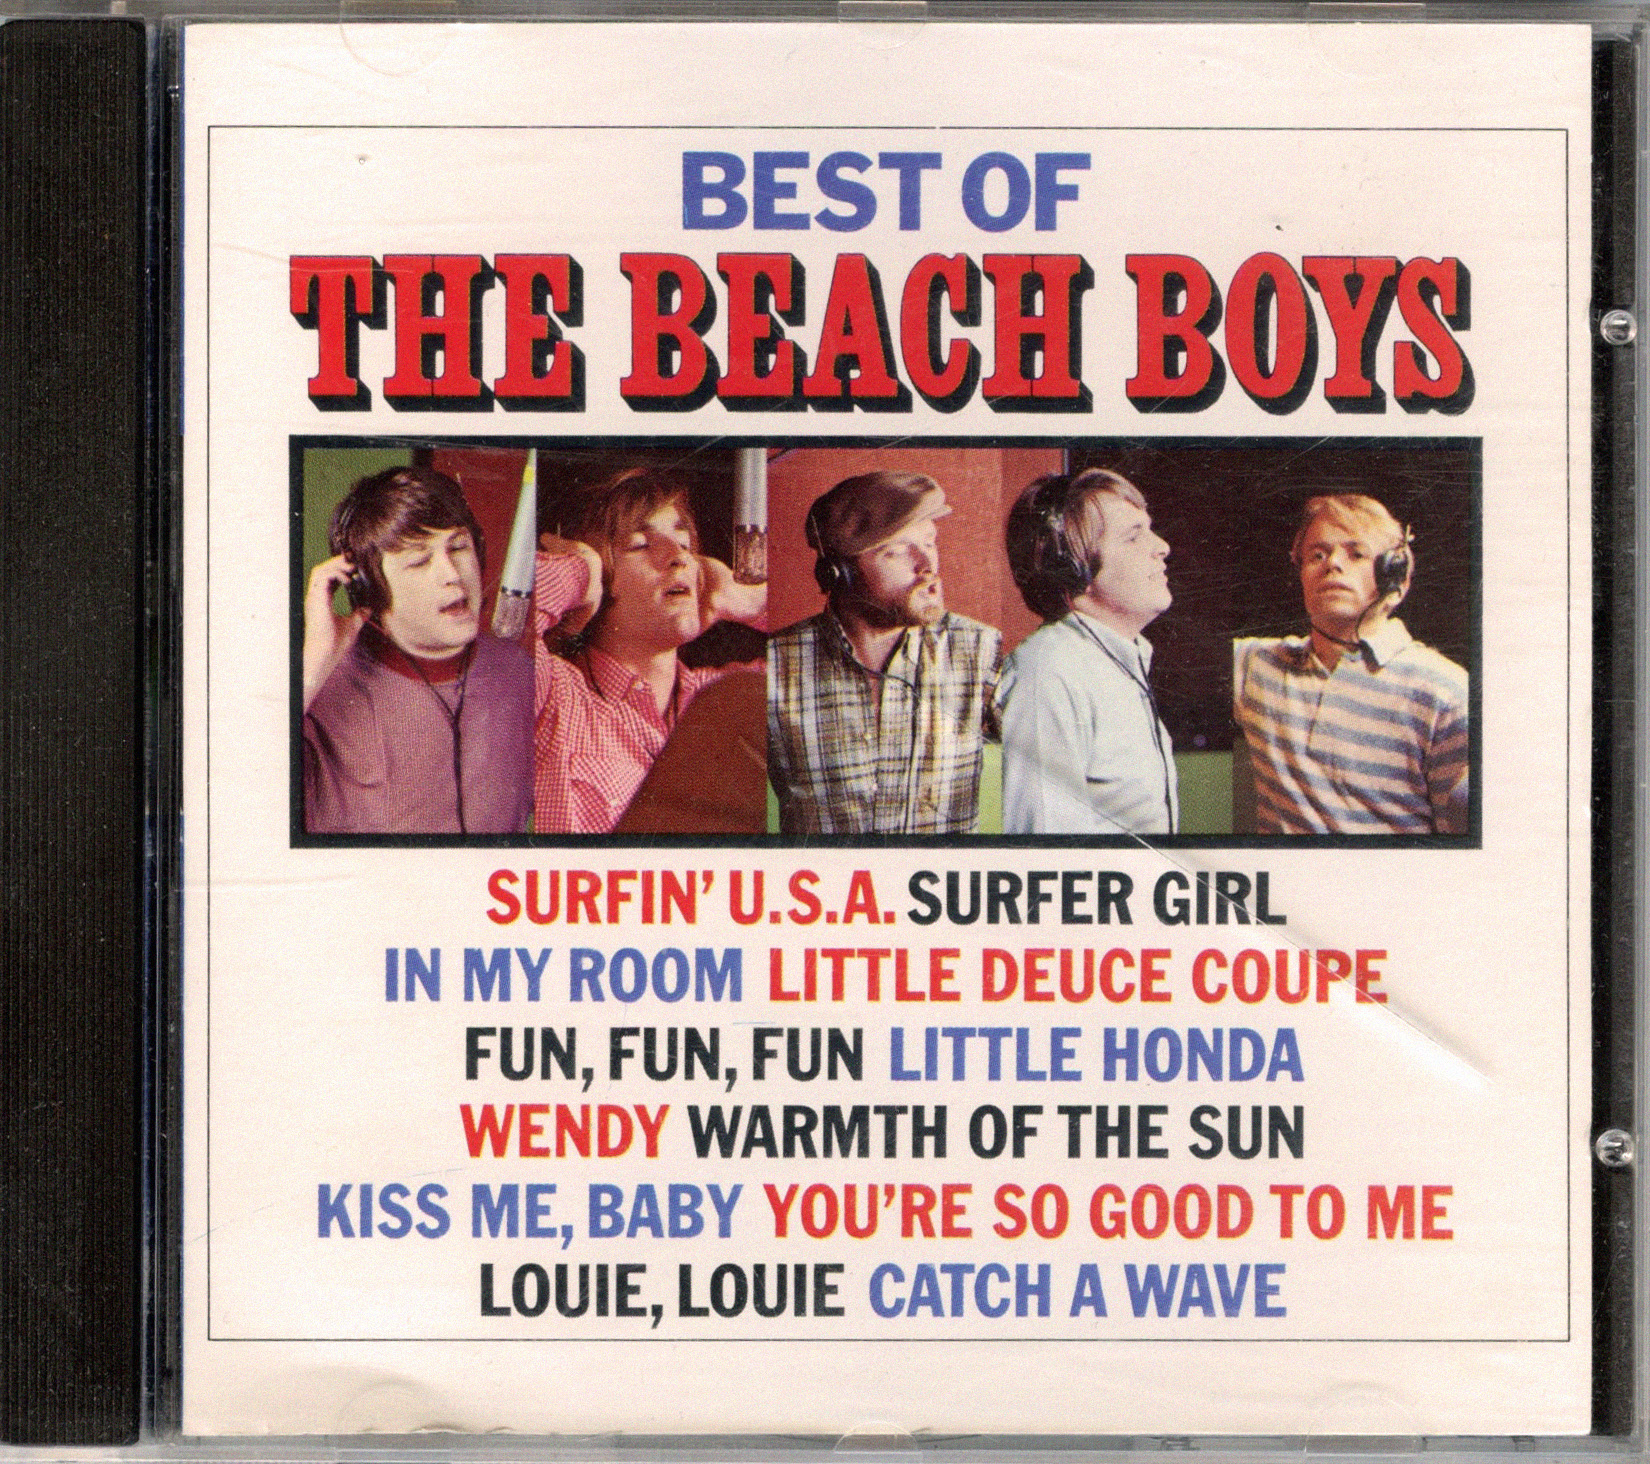 BEST OF
THE BEACH BOYS
SURFIN' U.S.A. SURFER GIRL
IN MY ROOM LITTLE DEUCE COUPE
FUN, FUN, FUN LITTLE HONDA
WENDY WARMTH OF THE SUN
KISS ME, BABY YOU'RE SO GOOD TO ME
LOUIE, LOUIE CATCH A WAVE